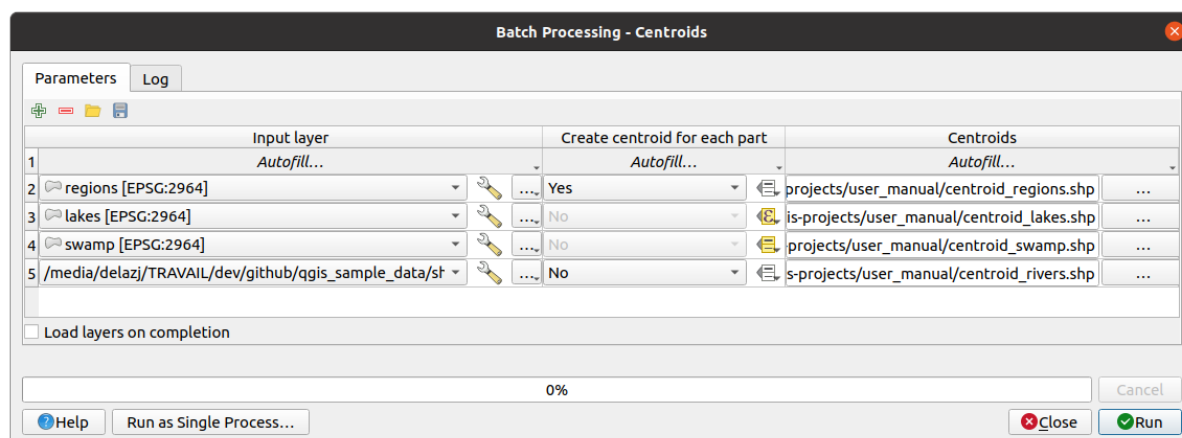 Batch Processing - Centroids
Parameters Log
Input layer Create centroid for each part Centroids
1 Autofill... Autofill... Autofill...
2 regions [EPSG:2964] ... Yes projects/user_manual/centroid_regions.shp ...
3 lakes [EPSG:2964] ... No ε is-projects/user_manual/centroid_lakes.shp ...
4 swamp [EPSG:2964] ... No projects/user_manual/centroid_swamp.shp ...
5 /media/delazj/TRAVAIL/dev/github/qgis_sample_data/sh ... No s-projects/user_manual/centroid_rivers.shp ...
Load layers on completion
0% Cancel
Help Run as Single Process... Close Run